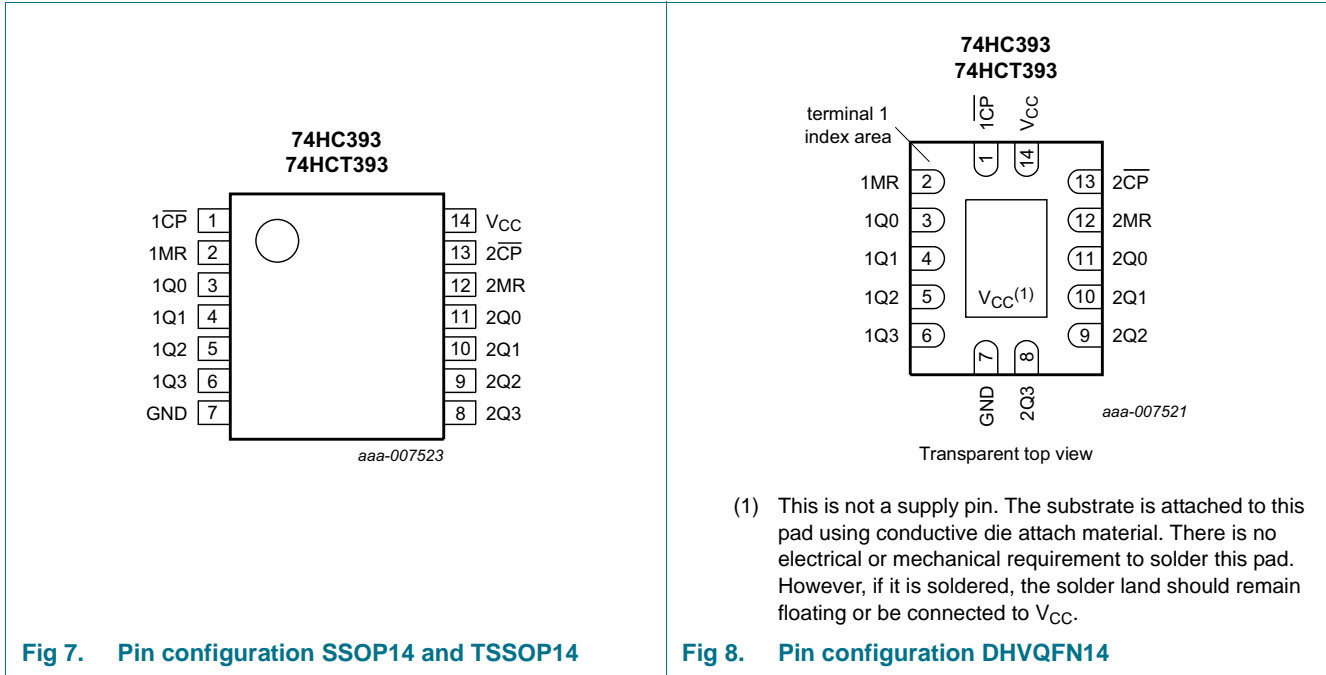 74HC393
74HCT393
1C̅P̅ 1
1MR 2
1Q0 3
1Q1 4
1Q2 5
1Q3 6
GND 7
14 VCC
13 2C̅P̅
12 2MR
11 2Q0
10 2Q1
9 2Q2
8 2Q3
aaa-007523
Fig 7. Pin configuration SSOP14 and TSSOP14
74HC393
74HCT393
terminal 1
index area
1C̅P̅
VCC
1
14
1MR 2
1Q0 3
1Q1 4
1Q2 5
1Q3 6
13 2C̅P̅
12 2MR
11 2Q0
10 2Q1
9 2Q2
VCC(1)
7
8
GND
2Q3
aaa-007521
Transparent top view
(1) This is not a supply pin. The substrate is attached to this
pad using conductive die attach material. There is no
electrical or mechanical requirement to solder this pad.
However, if it is soldered, the solder land should remain
floating or be connected to VCC.
Fig 8. Pin configuration DHVQFN14